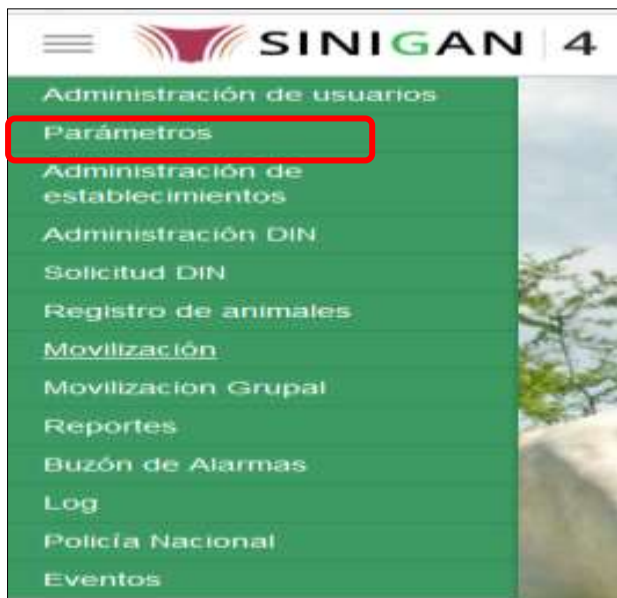 SINIGAN 4
Administración de usuarios
Parámetros
Administración de
establecimientos
Administración DIN
Solicitud DIN
Registro de animales
Movilización
Movilizacion Grupal
Reportes
Buzón de Alarmas
Log
Policía Nacional
Eventos